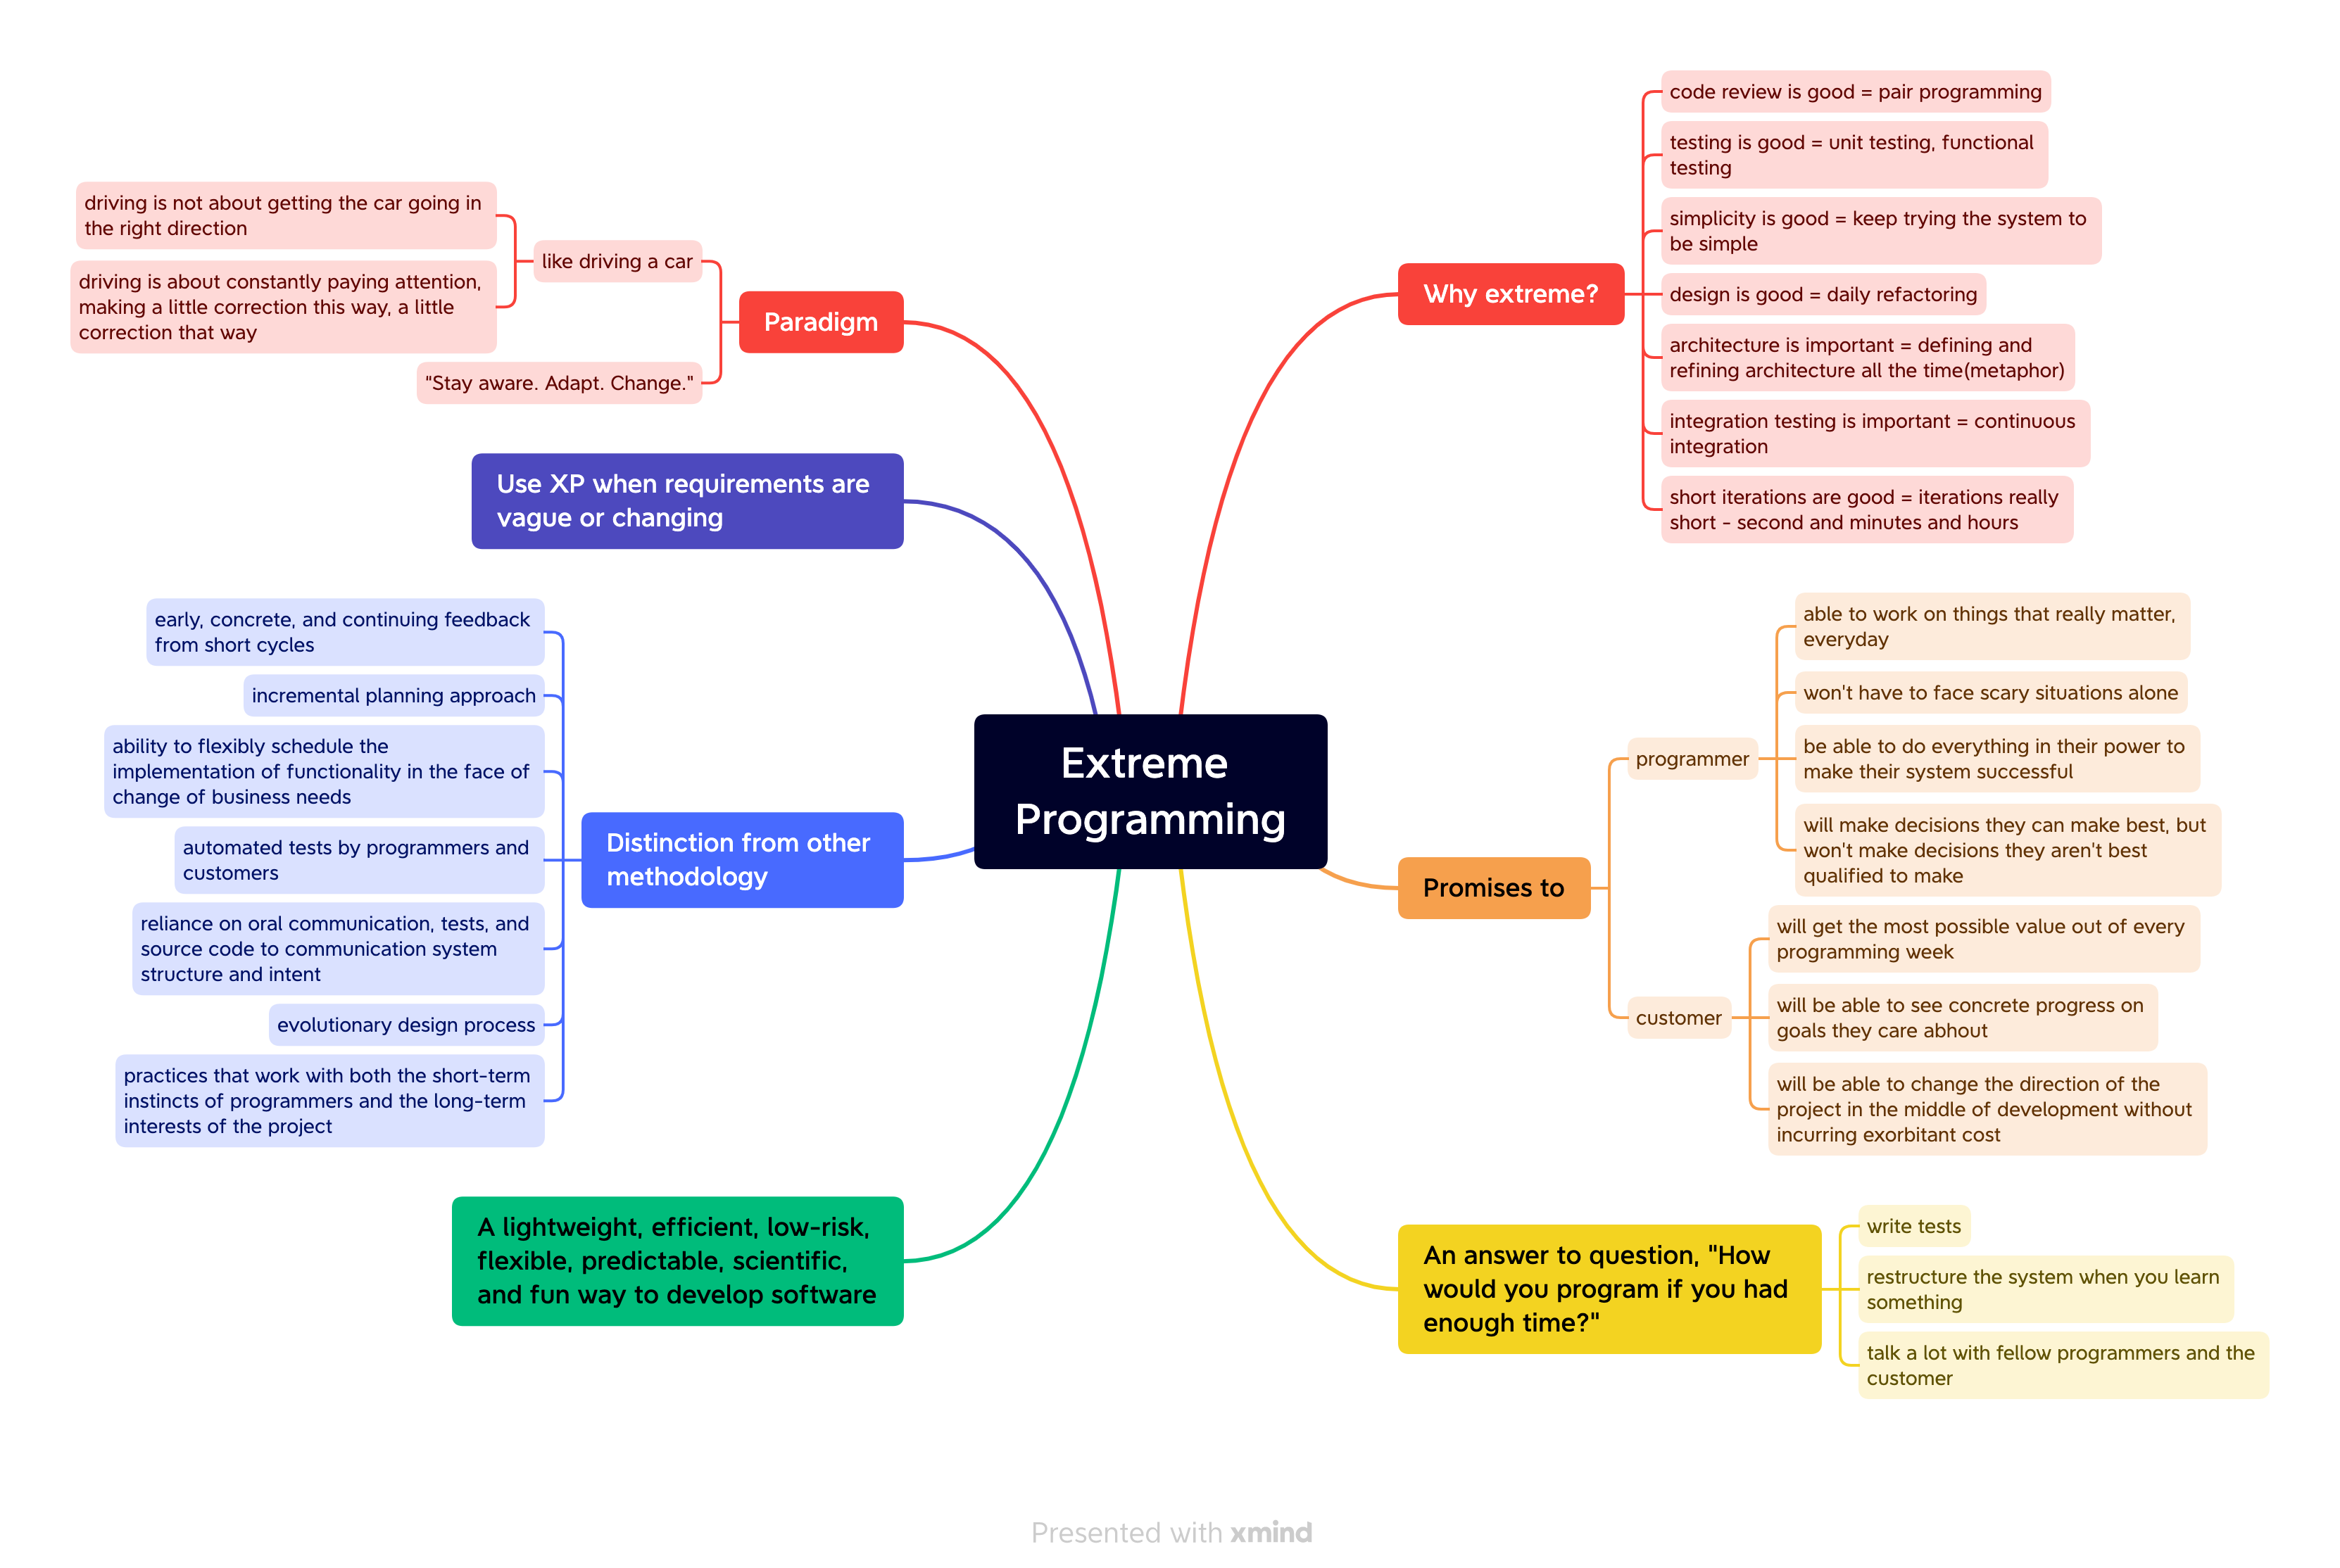 Extreme
Programming
Why extreme?
code review is good = pair programming
testing is good = unit testing, functional
testing
simplicity is good = keep trying the system to
be simple
design is good = daily refactoring
architecture is important = defining and
refining architecture all the time(metaphor)
integration testing is important = continuous
integration
short iterations are good = iterations really
short - second and minutes and hours
Promises to
programmer
able to work on things that really matter,
everyday
won't have to face scary situations alone
be able to do everything in their power to
make their system successful
will make decisions they can make best, but
won't make decisions they aren't best
qualified to make
customer
will get the most possible value out of every
programming week
will be able to see concrete progress on
goals they care abhout
will be able to change the direction of the
project in the middle of development without
incurring exorbitant cost
An answer to question, "How
would you program if you had
enough time?"
write tests
restructure the system when you learn
something
talk a lot with fellow programmers and the
customer
Paradigm
like driving a car
driving is not about getting the car going in
the right direction
driving is about constantly paying attention,
making a little correction this way, a little
correction that way
"Stay aware. Adapt. Change."
Use XP when requirements are
vague or changing
Distinction from other
methodology
early, concrete, and continuing feedback
from short cycles
incremental planning approach
ability to flexibly schedule the
implementation of functionality in the face of
change of business needs
automated tests by programmers and
customers
reliance on oral communication, tests, and
source code to communication system
structure and intent
evolutionary design process
practices that work with both the short-term
instincts of programmers and the long-term
interests of the project
A lightweight, efficient, low-risk,
flexible, predictable, scientific,
and fun way to develop software
Presented with xmind